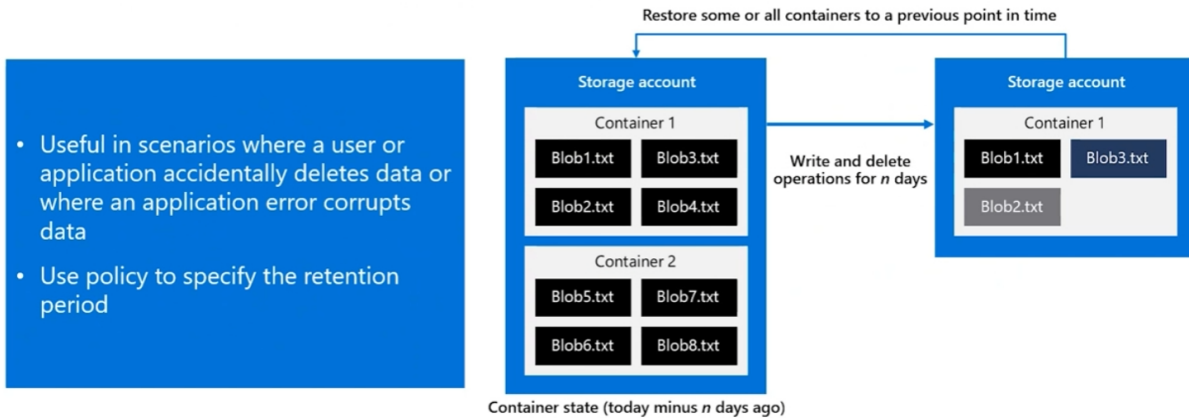 Restore some or all containers to a previous point in time
• Useful in scenarios where a user or
application accidentally deletes data or
where an application error corrupts
data
• Use policy to specify the retention
period
Storage account
Container 1
Blob1.txt Blob3.txt
Blob2.txt Blob4.txt
Container 2
Blob5.txt Blob7.txt
Blob6.txt Blob8.txt
Container state (today minus n days ago)
Write and delete
operations for n days
Storage account
Container 1
Blob1.txt Blob3.txt
Blob2.txt